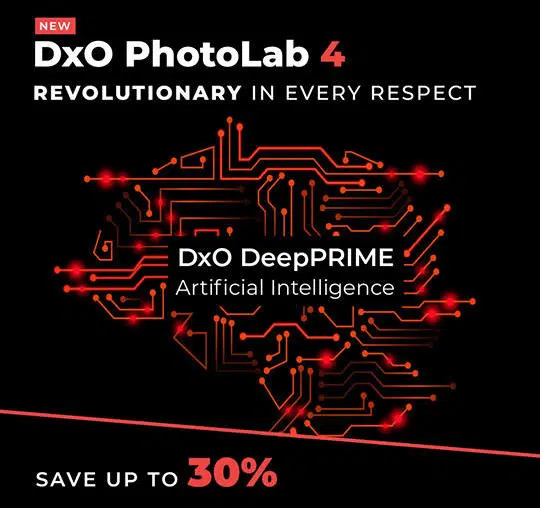 NEW
DxO PhotoLab 4
REVOLUTIONARY IN EVERY RESPECT
DxO DeepPRIME
Artificial Intelligence
SAVE UP TO 30%